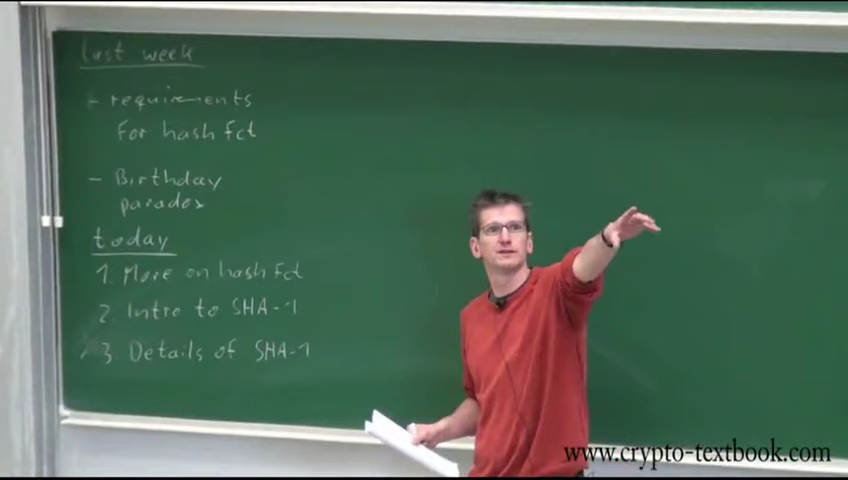 last week
- requirements
for hash fct
- Birthday
paradox
today
1. More on hash fct
2. Intro to SHA-1
3. Details of SHA-1
www.crypto-textbook.com